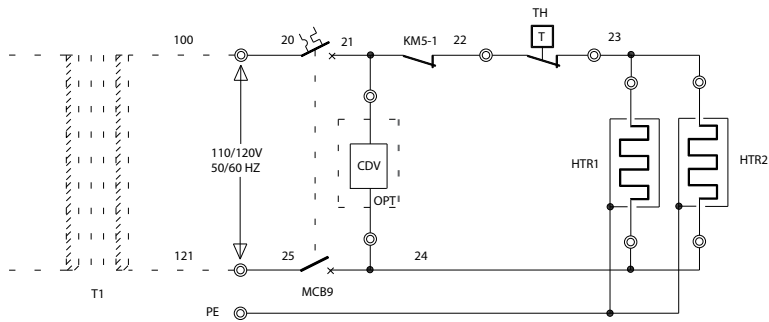 TH
100
20
21
KM5-1
22
T
23
110/120V
50/60 HZ
CDV
OPT
HTR1
HTR2
121
25
24
T1
MCB9
PE